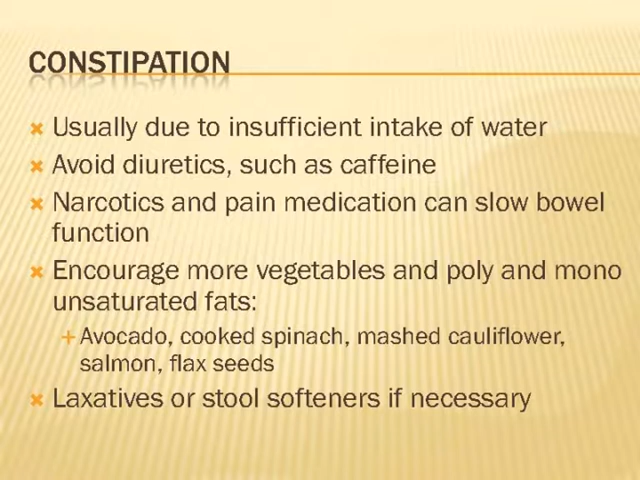 CONSTIPATION
Usually due to insufficient intake of water
Avoid diuretics, such as caffeine
Narcotics and pain medication can slow bowel
function
Encourage more vegetables and poly and mono
unsaturated fats:
Avocado, cooked spinach, mashed cauliflower,
salmon, flax seeds
Laxatives or stool softeners if necessary